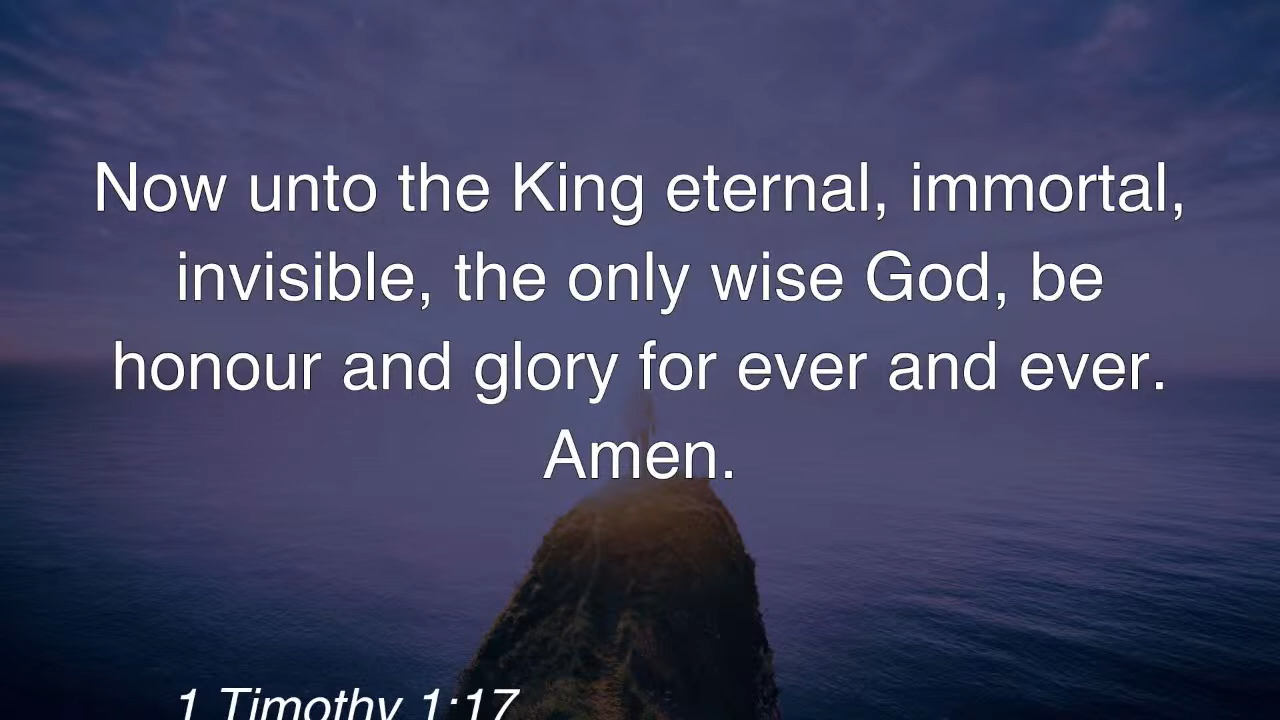 Now unto the King eternal, immortal,
invisible, the only wise God, be
honour and glory for ever and ever.
Amen.
1 Timothy 1:17